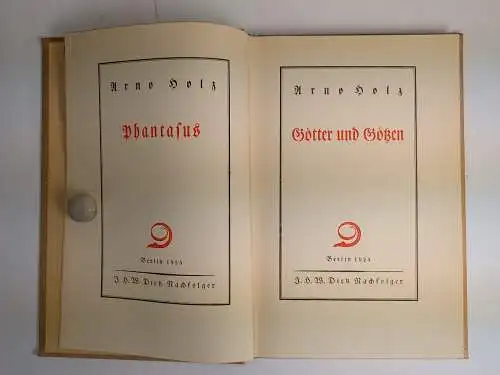 Arno Holz
Phantasus
Berlin 1925
J. H. W. Dietz Nachfolger
Arno Holz
Götter und Götzen
Berlin 1925
J. H. W. Dietz Nachfolger